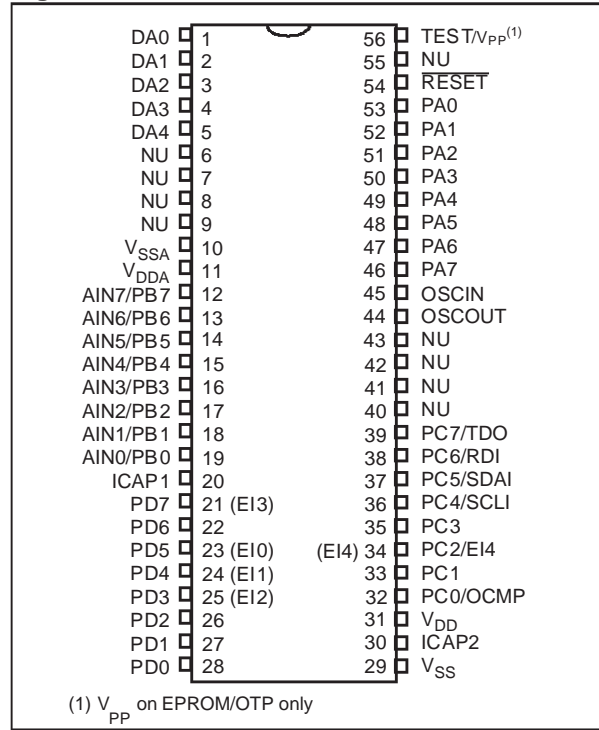 DA0 1 56 TEST/VPP(1)
DA1 2 55 NU
DA2 3 54 RESET
DA3 4 53 PA0
DA4 5 52 PA1
NU 6 51 PA2
NU 7 50 PA3
NU 8 49 PA4
NU 9 48 PA5
VSSA 10 47 PA6
VDDA 11 46 PA7
AIN7/PB7 12 45 OSCIN
AIN6/PB6 13 44 OSCOUT
AIN5/PB5 14 43 NU
AIN4/PB4 15 42 NU
AIN3/PB3 16 41 NU
AIN2/PB2 17 40 NU
AIN1/PB1 18 39 PC7/TDO
AIN0/PB0 19 38 PC6/RDI
ICAP1 20 37 PC5/SDAI
PD7 21 (EI3) 36 PC4/SCLI
PD6 22 35 PC3
PD5 23 (EI0) (EI4) 34 PC2/EI4
PD4 24 (EI1) 33 PC1
PD3 25 (EI2) 32 PC0/OCMP
PD2 26 31 VDD
PD1 27 30 ICAP2
PD0 28 29 VSS
(1) VPP on EPROM/OTP only